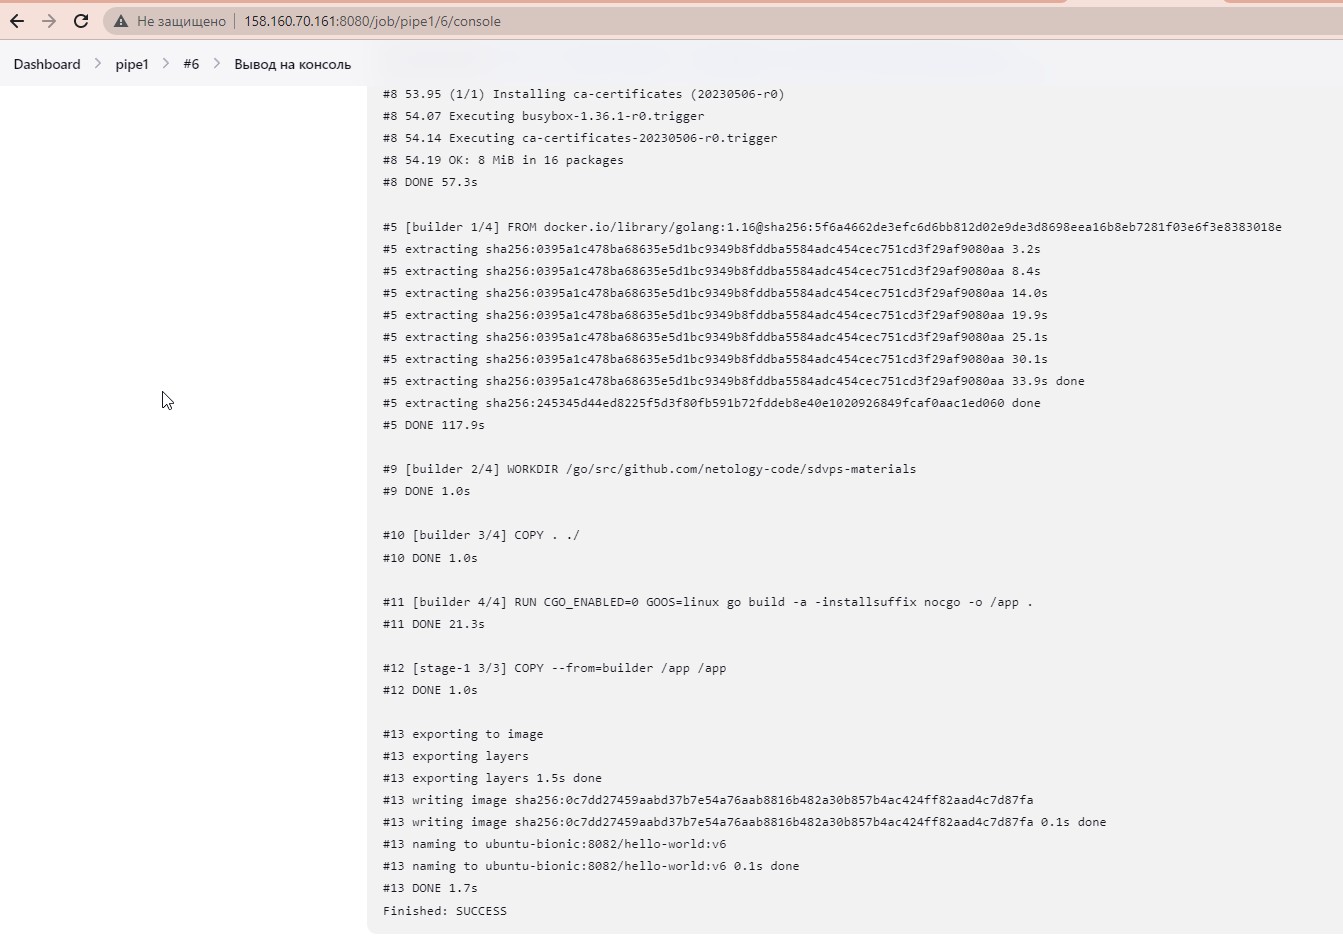 Не защищено 158.160.70.161:8080/job/pipe1/6/console
Dashboard pipe1 #6 Вывод на консоль
#8 53.95 (1/1) Installing ca-certificates (20230506-r0)
#8 54.07 Executing busybox-1.36.1-r0.trigger
#8 54.14 Executing ca-certificates-20230506-r0.trigger
#8 54.19 OK: 8 MiB in 16 packages
#8 DONE 57.3s
#5 [builder 1/4] FROM docker.io/library/golang:1.16@sha256:5f6a4662de3efc6d6bb812d02e9de3d8698eea16b8eb7281f03e6f3e8383018e
#5 extracting sha256:0395a1c478ba68635e5d1bc9349b8fddba5584adc454cec751cd3f29af9080aa 3.2s
#5 extracting sha256:0395a1c478ba68635e5d1bc9349b8fddba5584adc454cec751cd3f29af9080aa 8.4s
#5 extracting sha256:0395a1c478ba68635e5d1bc9349b8fddba5584adc454cec751cd3f29af9080aa 14.0s
#5 extracting sha256:0395a1c478ba68635e5d1bc9349b8fddba5584adc454cec751cd3f29af9080aa 19.9s
#5 extracting sha256:0395a1c478ba68635e5d1bc9349b8fddba5584adc454cec751cd3f29af9080aa 25.1s
#5 extracting sha256:0395a1c478ba68635e5d1bc9349b8fddba5584adc454cec751cd3f29af9080aa 30.1s
#5 extracting sha256:0395a1c478ba68635e5d1bc9349b8fddba5584adc454cec751cd3f29af9080aa 33.9s done
#5 extracting sha256:245345d44ed8225f5d3f80fb591b72fddeb8e40e1020926849fcaf0aac1ed060 done
#5 DONE 117.9s
#9 [builder 2/4] WORKDIR /go/src/github.com/netology-code/sdvps-materials
#9 DONE 1.0s
#10 [builder 3/4] COPY . ./
#10 DONE 1.0s
#11 [builder 4/4] RUN CGO_ENABLED=0 GOOS=linux go build -a -installsuffix nocgo -o /app .
#11 DONE 21.3s
#12 [stage-1 3/3] COPY --from=builder /app /app
#12 DONE 1.0s
#13 exporting to image
#13 exporting layers
#13 exporting layers 1.5s done
#13 writing image sha256:0c7dd27459aabd37b7e54a76aab8816b482a30b857b4ac424ff82aad4c7d87fa
#13 writing image sha256:0c7dd27459aabd37b7e54a76aab8816b482a30b857b4ac424ff82aad4c7d87fa 0.1s done
#13 naming to ubuntu-bionic:8082/hello-world:v6
#13 naming to ubuntu-bionic:8082/hello-world:v6 0.1s done
#13 DONE 1.7s
Finished: SUCCESS